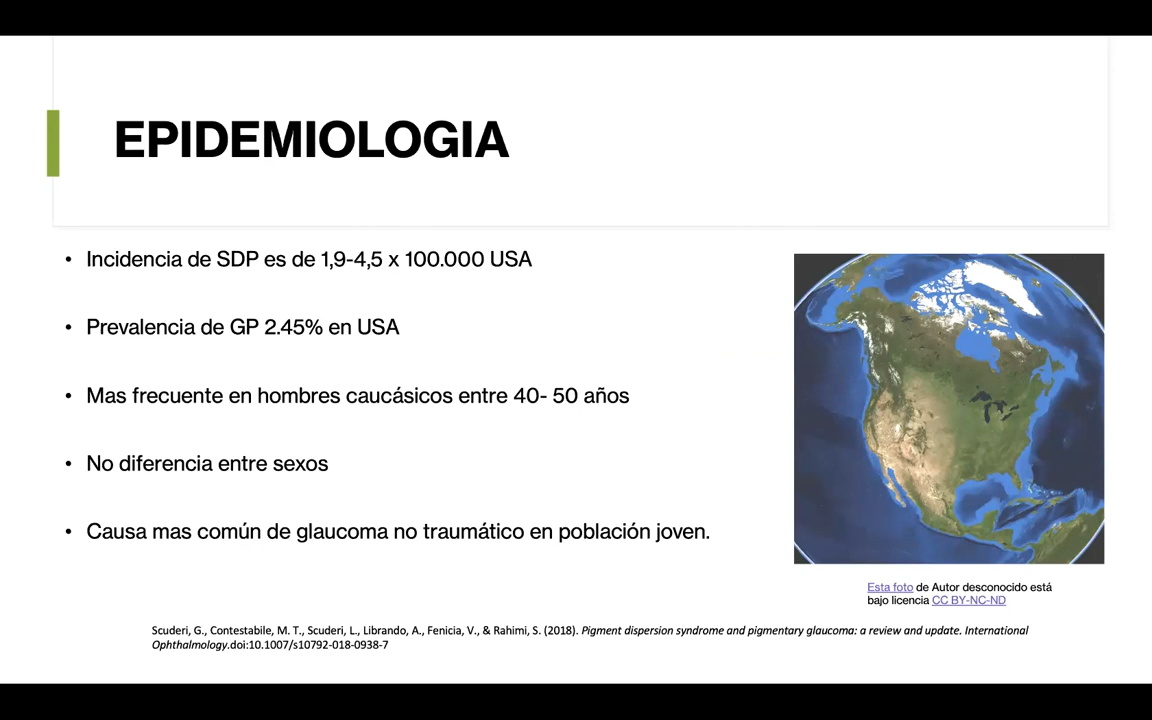 EPIDEMIOLOGIA
• Incidencia de SDP es de 1,9-4,5 x 100.000 USA
• Prevalencia de GP 2.45% en USA
• Mas frecuente en hombres caucásicos entre 40- 50 años
• No diferencia entre sexos
• Causa mas común de glaucoma no traumático en población joven.
Esta foto de Autor desconocido está
bajo licencia CC BY-NC-ND
Scuderi, G., Contestabile, M. T., Scuderi, L., Librando, A., Fenicia, V., & Rahimi, S. (2018). Pigment dispersion syndrome and pigmentary glaucoma: a review and update. International
Ophthalmology.doi:10.1007/s10792-018-0938-7